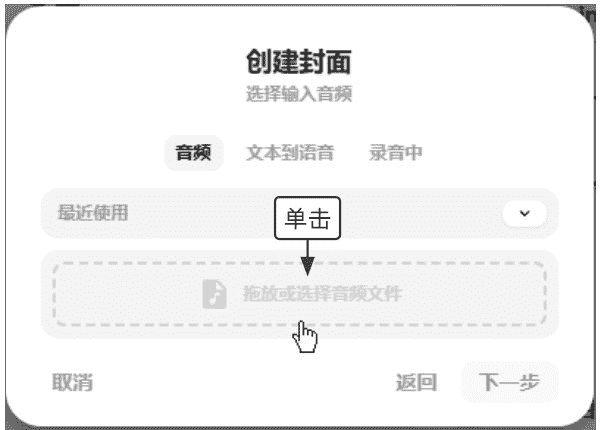 创建封面
选择输入音频
音频 文本到语音 录音中
最近使用
单击
拖放或选择音频文件
取消 返回 下一步